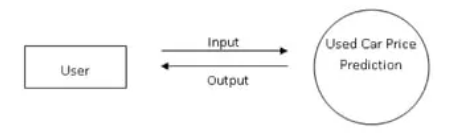 User
Input
Output
Used Car Price
Prediction